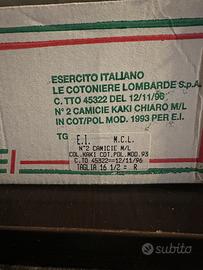 ESERCITO ITALIANO
LE COTONIERE LOMBARDE S.p.A.
C. TTO 45322 DEL 12/11/96
N° 2 CAMICIE KAKI CHIARO M/L
IN COT/POL MOD. 1993 PER E.I.
TG
E.I. M.C.L.
N°2 CAMICIE M/L
COL.KAKI COT.POL.MOD.93
C.TO 45322==12/11/96
TAGLIA 16 1/2 = R
EI
subito